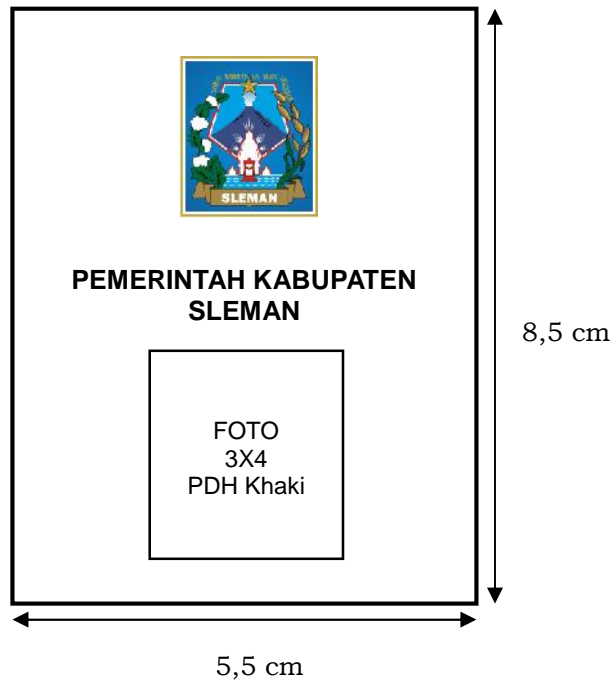 SLEMAN
PEMERINTAH KABUPATEN
SLEMAN
8,5 cm
FOTO
3X4
PDH Khaki
5,5 cm